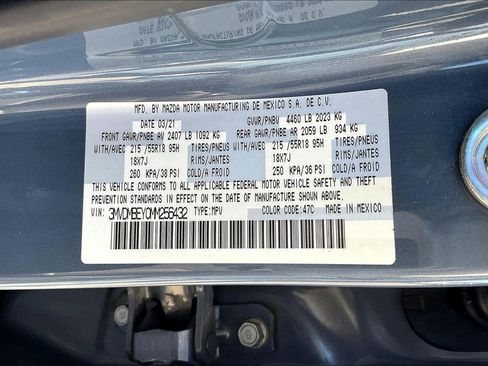 MFD. BY MAZDA MOTOR MANUFACTURING DE MEXICO S.A. DE C.V.
DATE 03/21 GVWR/PNBV 4460 LB 2023 KG
FRONT GAWR/PNBE AV 2407 LB 1092 KG REAR GAWR/PNBE AR 2059 LB 934 KG
WITH/AVEC 215 /55R18 95H TIRES/PNEUS WITH/AVEC 215 /55R18 95H TIRES/PNEUS
18X7J RIMS/JANTES 18X7J RIMS/JANTES
260 KPA/38 PSI COLD/A FROID 250 KPA/36 PSI COLD/A FROID
THIS VEHICLE CONFORMS TO ALL APPLICABLE FEDERAL MOTOR VEHICLE SAFETY AND THEFT
PREVENTION STANDARDS IN EFFECT ON THE DATE OF MANUFACTURE SHOWN ABOVE.
VIN: 3MVDMBEY0MM256432 TYPE:MPV COLOR CODE:47C MADE IN MEXICO